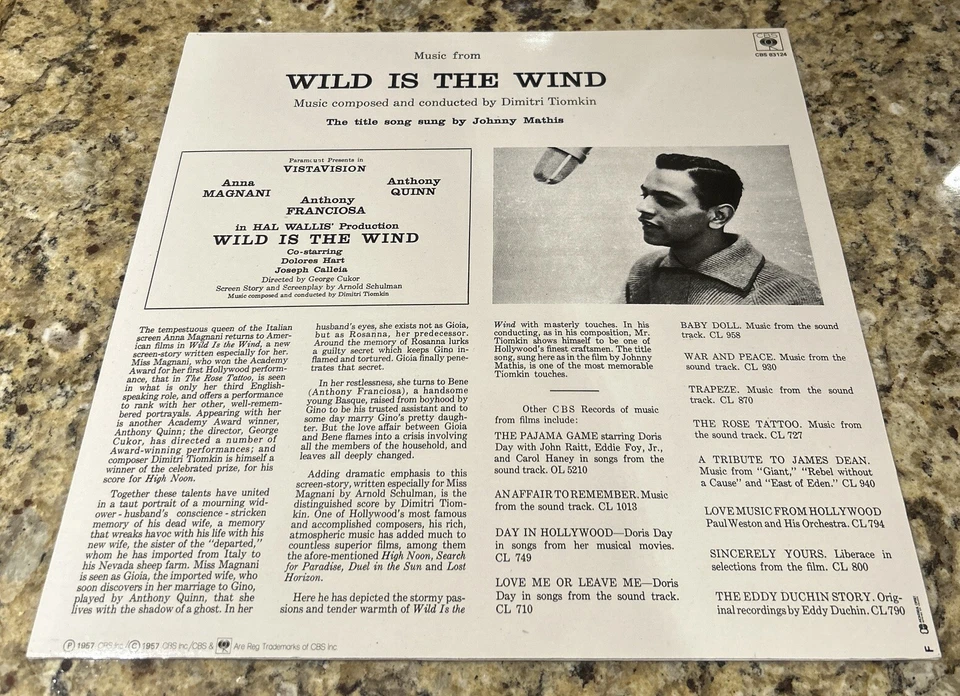 Music from
WILD IS THE WIND
Music composed and conducted by Dimitri Tiomkin
The title song sung by Johnny Mathis
CBS
CBS 83124
Paramount Presents in
VISTAVISION
Anna
MAGNANI
Anthony
QUINN
Anthony
FRANCIOSA
in HAL WALLIS' Production
WILD IS THE WIND
Co-starring
Dolores Hart
Joseph Calleia
Directed by George Cukor
Screen Story and Screenplay by Arnold Schulman
Music composed and conducted by Dimitri Tiomkin
The tempestuous queen of the Italian
screen Anna Magnani returns to Amer-
ican films in Wild Is the Wind, a new
screen-story written especially for her.
Miss Magnani, who won the Academy
Award for her first Hollywood perform-
ance, that in The Rose Tattoo, is seen
in what is only her third English-
speaking role, and offers a performance
to rank with her other, well-remem-
bered portrayals. Appearing with her
is another Academy Award winner,
Anthony Quinn; the director, George
Cukor, has directed a number of
Award-winning performances; and
composer Dimitri Tiomkin is himself a
winner of the celebrated prize, for his
score for High Noon.
Together these talents have united
in a taut portrait of a mourning wid-
ower - husband's conscience - stricken
memory of his dead wife, a memory
that wreaks havoc with his life with his
new wife, the sister of the "departed,"
whom he has imported from Italy to
his Nevada sheep farm. Miss Magnani
is seen as Gioia, the imported wife, who
soon discovers in her marriage to Gino,
played by Anthony Quinn, that she
lives with the shadow of a ghost. In her
husband's eyes, she exists not as Gioia,
but as Rosanna, her predecessor.
Around the memory of Rosanna lurks
a guilty secret which keeps Gino in-
flamed and tortured. Gioia finally pene-
trates that secret.
In her restlessness, she turns to Bene
(Anthony Franciosa), a handsome
young Basque, raised from boyhood by
Gino to be his trusted assistant and to
some day marry Gino's pretty daugh-
ter. But the love affair between Gioia
and Bene flames into a crisis involving
all the members of the household, and
leaves all deeply changed.
Adding dramatic emphasis to this
screen-story, written especially for Miss
Magnani by Arnold Schulman, is the
distinguished score by Dimitri Tiom-
kin. One of Hollywood's most famous
and accomplished composers, his rich,
atmospheric music has added much to
countless superior films, among them
the afore-mentioned High Noon, Search
for Paradise, Duel in the Sun and Lost
Horizon.
Here he has depicted the stormy pas-
sions and tender warmth of Wild Is the
Wind with masterly touches. In his
conducting, as in his composition, Mr.
Tiomkin shows himself to be one of
Hollywood's finest craftsmen. The title
song, sung here as in the film by Johnny
Mathis, is one of the most memorable
Tiomkin touches.
Other CBS Records of music
from films include:
THE PAJAMA GAME starring Doris
Day with John Raitt, Eddie Foy, Jr.,
and Carol Haney in songs from the
sound track. OL 5210
AN AFFAIR TO REMEMBER. Music
from the sound track. CL 1013
DAY IN HOLLYWOOD—Doris Day
in songs from her musical movies.
CL 749
LOVE ME OR LEAVE ME—Doris
Day in songs from the sound track.
CL 710
BABY DOLL. Music from the sound
track. CL 958
WAR AND PEACE. Music from the
sound track. CL 930
TRAPEZE. Music from the sound
track. CL 870
THE ROSE TATTOO. Music from
the sound track. CL 727
A TRIBUTE TO JAMES DEAN.
Music from "Giant," "Rebel without
a Cause" and "East of Eden." CL 940
LOVE MUSIC FROM HOLLYWOOD
Paul Weston and His Orchestra. CL 794
SINCERELY YOURS. Liberace in
selections from the film. CL 800
THE EDDY DUCHIN STORY. Orig-
inal recordings by Eddy Duchin. CL 790
Ⓟ 1957 CBS Inc/© 1957 CBS Inc/CBS & Are Reg Trademarks of CBS Inc
F